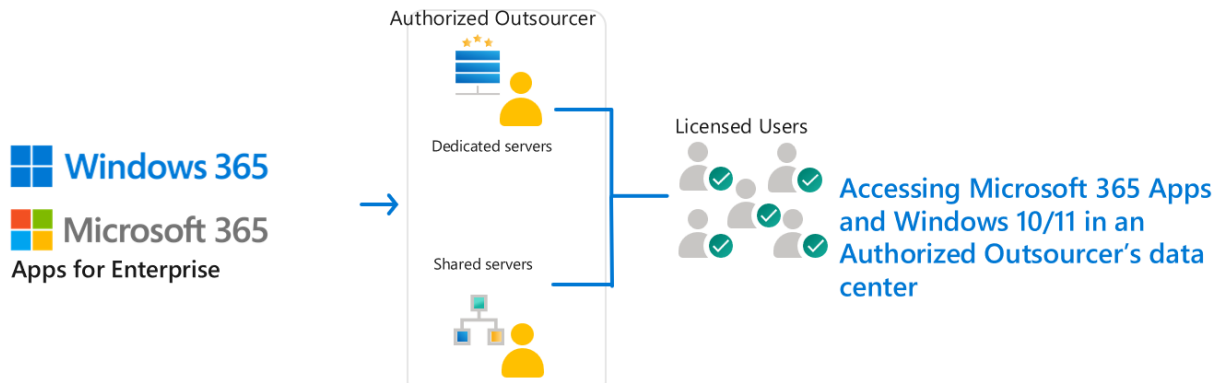 Authorized Outsourcer
Dedicated servers
Windows 365
Microsoft 365
Apps for Enterprise
Shared servers
Licensed Users
Accessing Microsoft 365 Apps
and Windows 10/11 in an
Authorized Outsourcer’s data
center